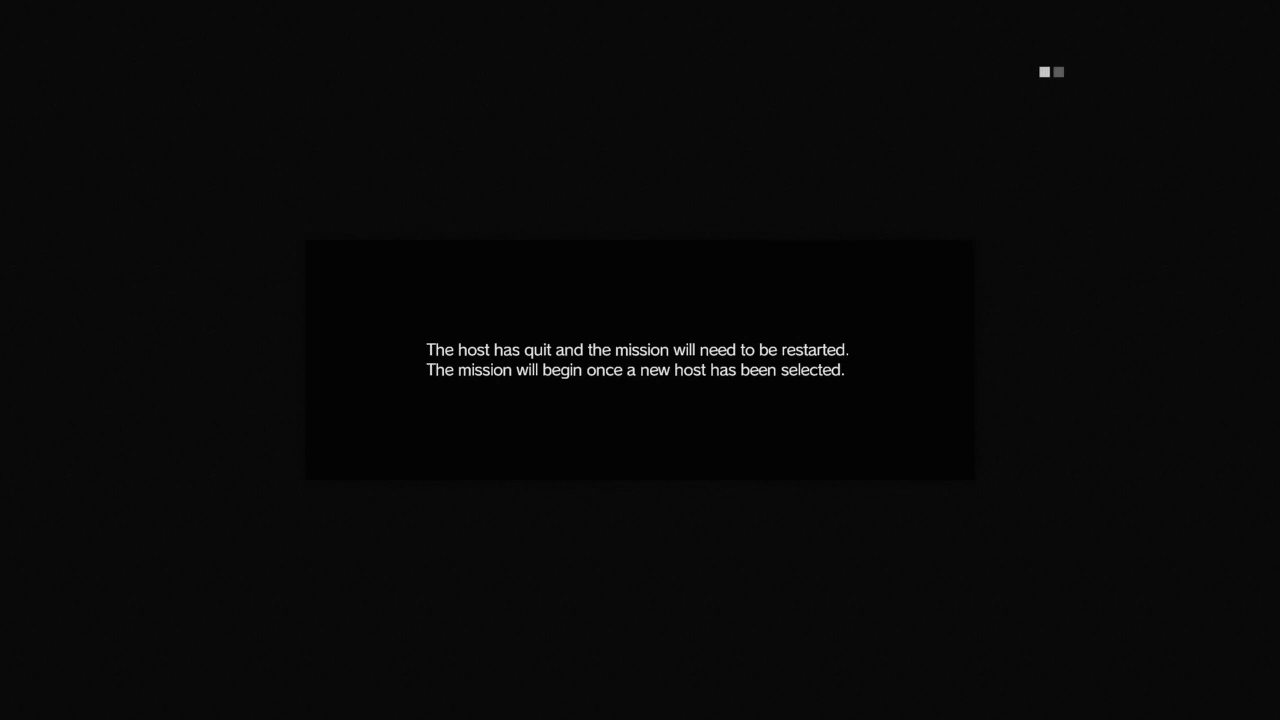 The host has quit and the mission will need to be restarted.
The mission will begin once a new host has been selected.